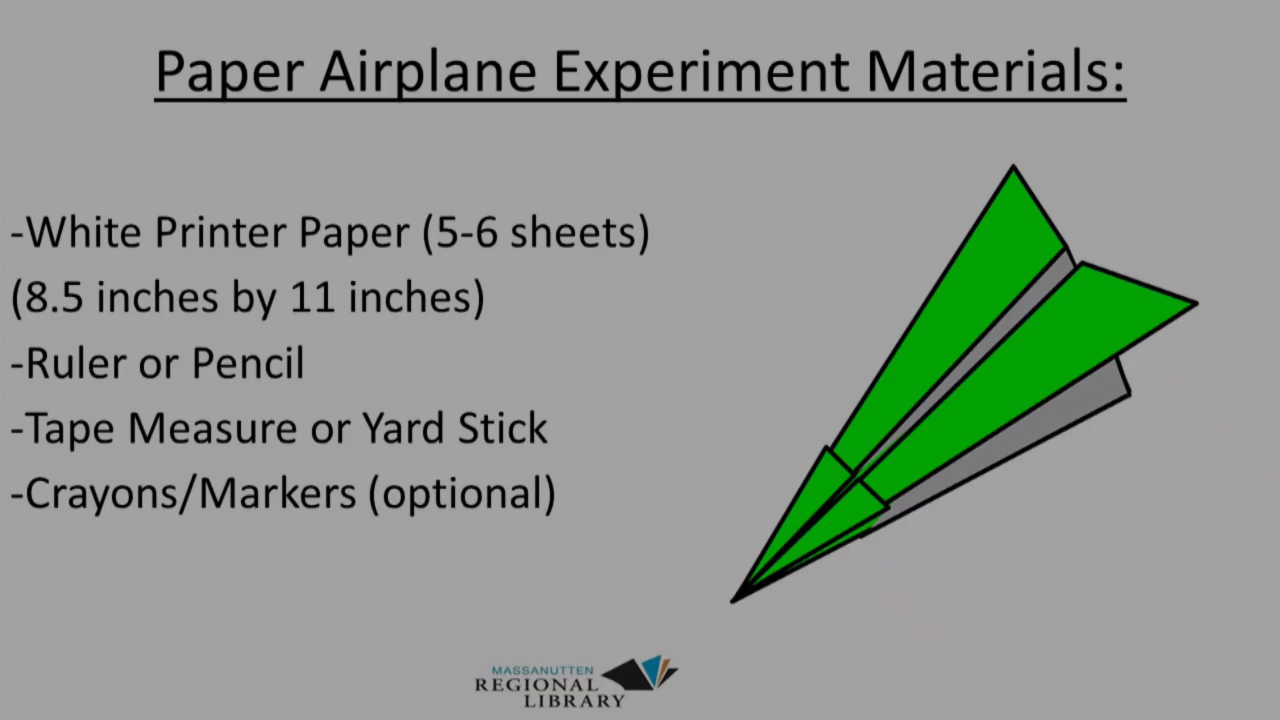 Paper Airplane Experiment Materials:
-White Printer Paper (5-6 sheets)
(8.5 inches by 11 inches)
-Ruler or Pencil
-Tape Measure or Yard Stick
-Crayons/Markers (optional)
MASSANUTTEN
REGIONAL
LIBRARY